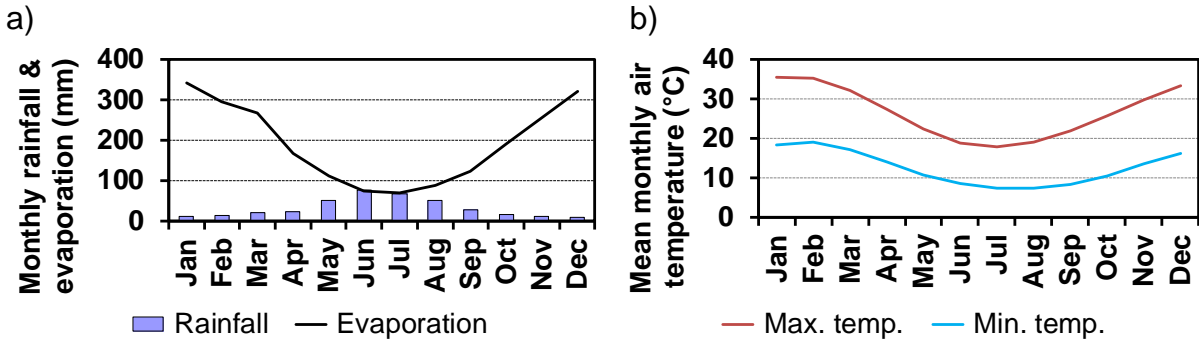 a)
Monthly rainfall &
evaporation (mm)
400
300
200
100
0
Jan
Feb
Mar
Apr
May
Jun
Jul
Aug
Sep
Oct
Nov
Dec
Rainfall
Evaporation
b)
Mean monthly air
temperature (°C)
40
30
20
10
0
Jan
Feb
Mar
Apr
May
Jun
Jul
Aug
Sep
Oct
Nov
Dec
Max. temp.
Min. temp.